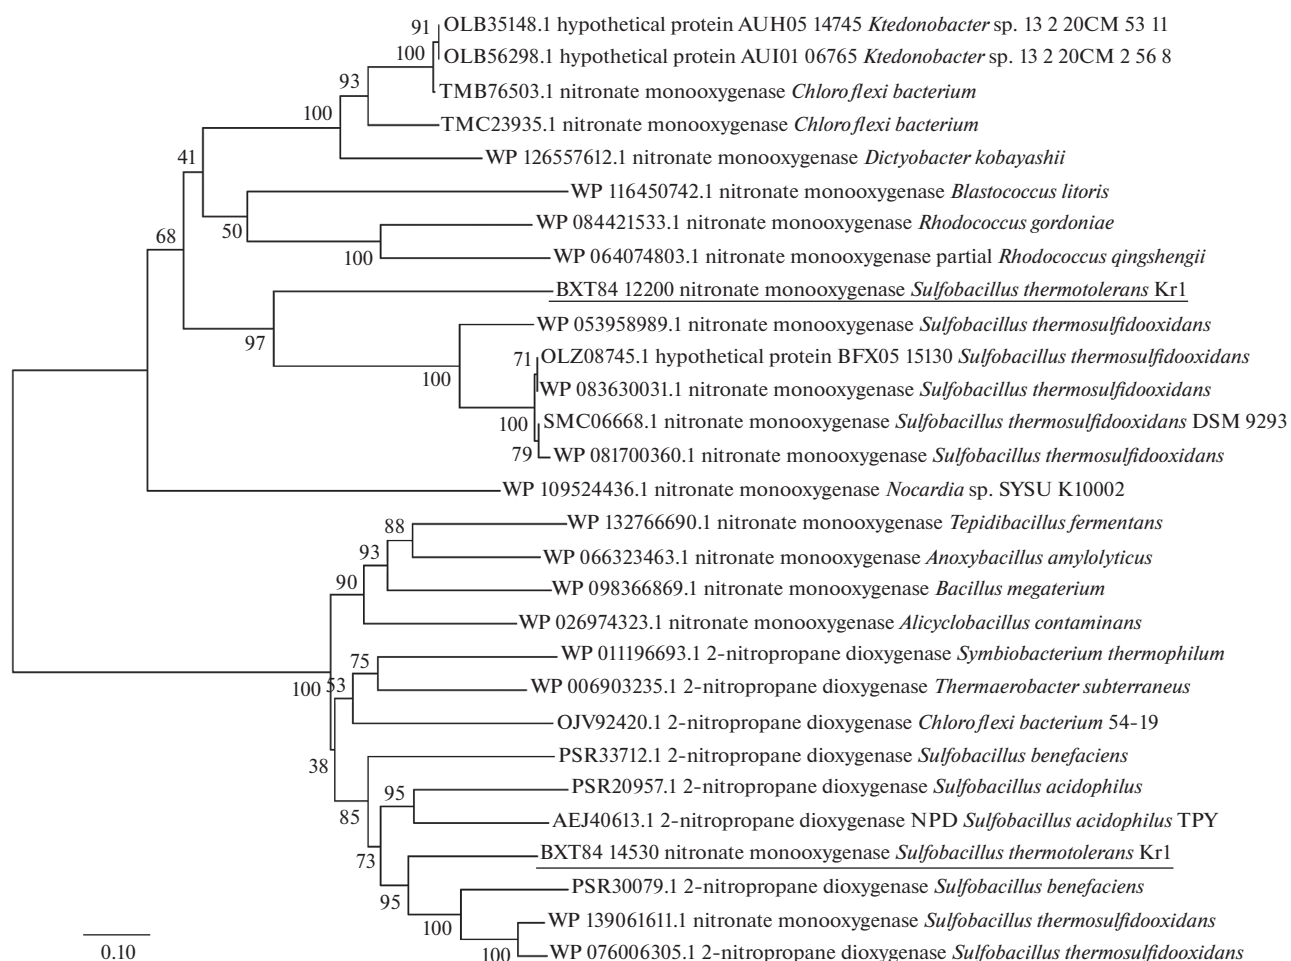 91
OLB35148.1 hypothetical protein AUH05 14745 Ktedonobacter sp. 13 2 20CM 53 11
100
OLB56298.1 hypothetical protein AUI01 06765 Ktedonobacter sp. 13 2 20CM 2 56 8
93
TMB76503.1 nitronate monooxygenase Chloroflexi bacterium
100
TMC23935.1 nitronate monooxygenase Chloroflexi bacterium
41
WP 126557612.1 nitronate monooxygenase Dictyobacter kobayashii
WP 116450742.1 nitronate monooxygenase Blastococcus litoris
50
WP 084421533.1 nitronate monooxygenase Rhodococcus gordoniae
68
100
WP 064074803.1 nitronate monooxygenase partial Rhodococcus qingshengii
BXT84 12200 nitronate monooxygenase Sulfobacillus thermotolerans Kr1
97
WP 053958989.1 nitronate monooxygenase Sulfobacillus thermosulfidooxidans
71
OLZ08745.1 hypothetical protein BFX05 15130 Sulfobacillus thermosulfidooxidans
100
WP 083630031.1 nitronate monooxygenase Sulfobacillus thermosulfidooxidans
100
SMC06668.1 nitronate monooxygenase Sulfobacillus thermosulfidooxidans DSM 9293
79
WP 081700360.1 nitronate monooxygenase Sulfobacillus thermosulfidooxidans
WP 109524436.1 nitronate monooxygenase Nocardia sp. SYSU K10002
88
WP 132766690.1 nitronate monooxygenase Tepidibacillus fermentans
93
WP 066323463.1 nitronate monooxygenase Anoxybacillus amylolyticus
90
WP 098366869.1 nitronate monooxygenase Bacillus megaterium
WP 026974323.1 nitronate monooxygenase Alicyclobacillus contaminans
75
WP 011196693.1 2-nitropropane dioxygenase Symbiobacterium thermophilum
100
53
WP 006903235.1 2-nitropropane dioxygenase Thermaerobacter subterraneus
OJV92420.1 2-nitropropane dioxygenase Chloroflexi bacterium 54-19
38
PSR33712.1 2-nitropropane dioxygenase Sulfobacillus benefaciens
95
PSR20957.1 2-nitropropane dioxygenase Sulfobacillus acidophilus
85
AEJ40613.1 2-nitropropane dioxygenase NPD Sulfobacillus acidophilus TPY
73
BXT84 14530 nitronate monooxygenase Sulfobacillus thermotolerans Kr1
95
PSR30079.1 2-nitropropane dioxygenase Sulfobacillus benefaciens
100
WP 139061611.1 nitronate monooxygenase Sulfobacillus thermosulfidooxidans
100
WP 076006305.1 2-nitropropane dioxygenase Sulfobacillus thermosulfidooxidans
0.10